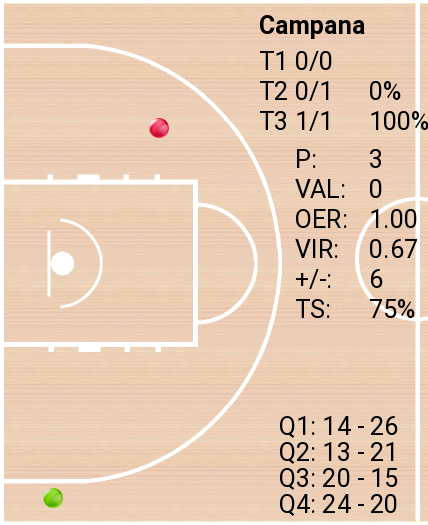 Campana
T1 0/0
T2 0/1 0%
T3 1/1 100%
P: 3
VAL: 0
OER: 1.00
VIR: 0.67
+/-: 6
TS: 75%
Q1: 14 - 26
Q2: 13 - 21
Q3: 20 - 15
Q4: 24 - 20